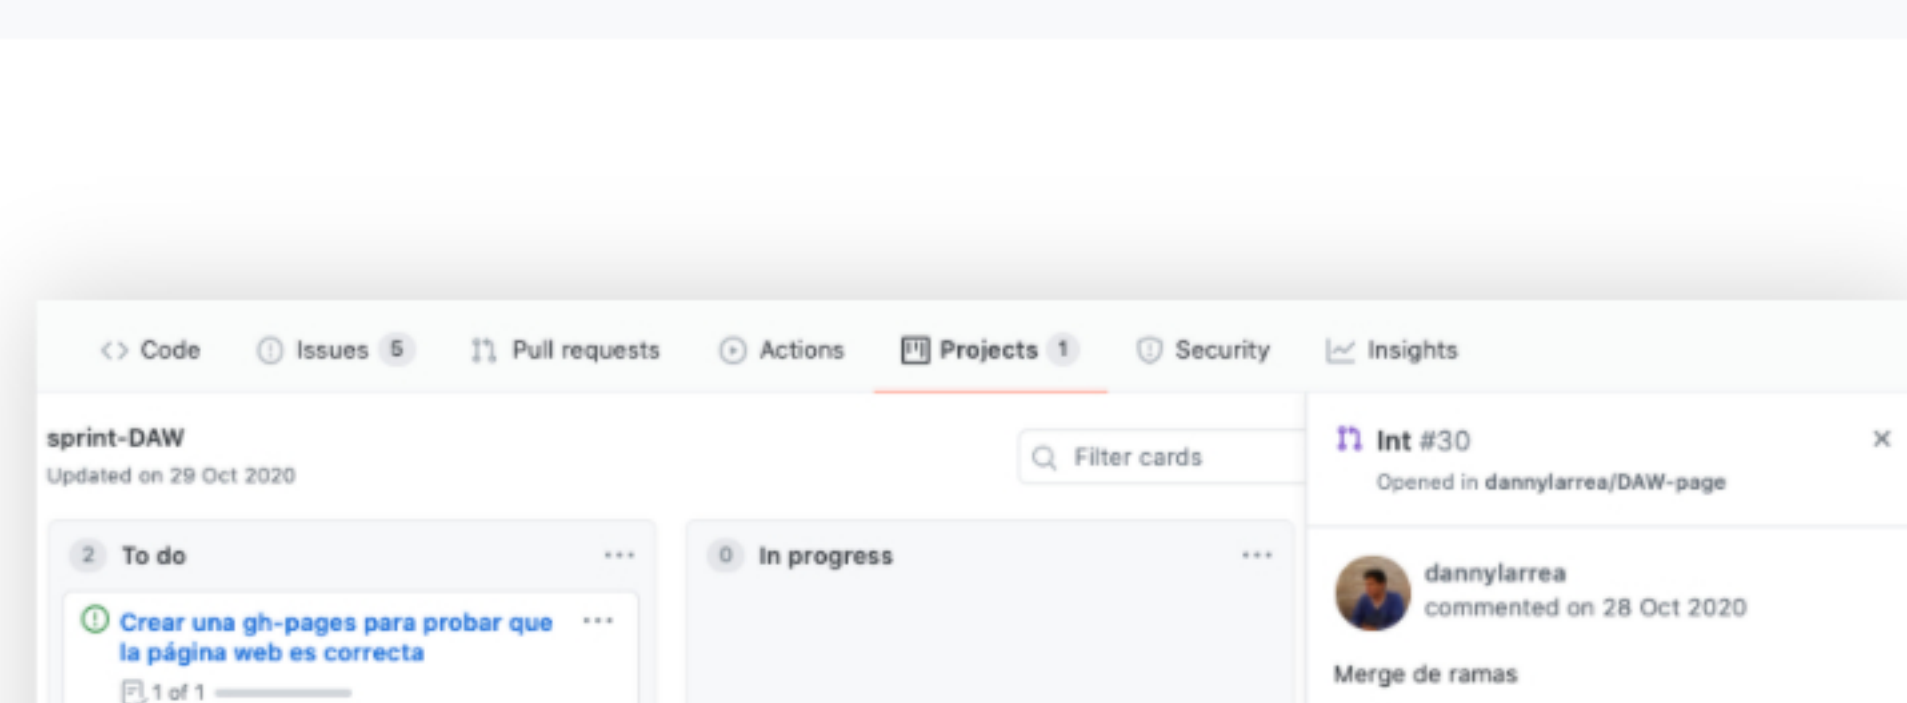 Code Issues 5 Pull requests Actions Projects 1 Security Insights
sprint-DAW
Updated on 29 Oct 2020
Filter cards
2 To do
Crear una gh-pages para probar que
la página web es correcta
1 of 1
0 In progress
Int #30
Opened in dannylarrea/DAW-page
dannylarrea
commented on 28 Oct 2020
Merge de ramas